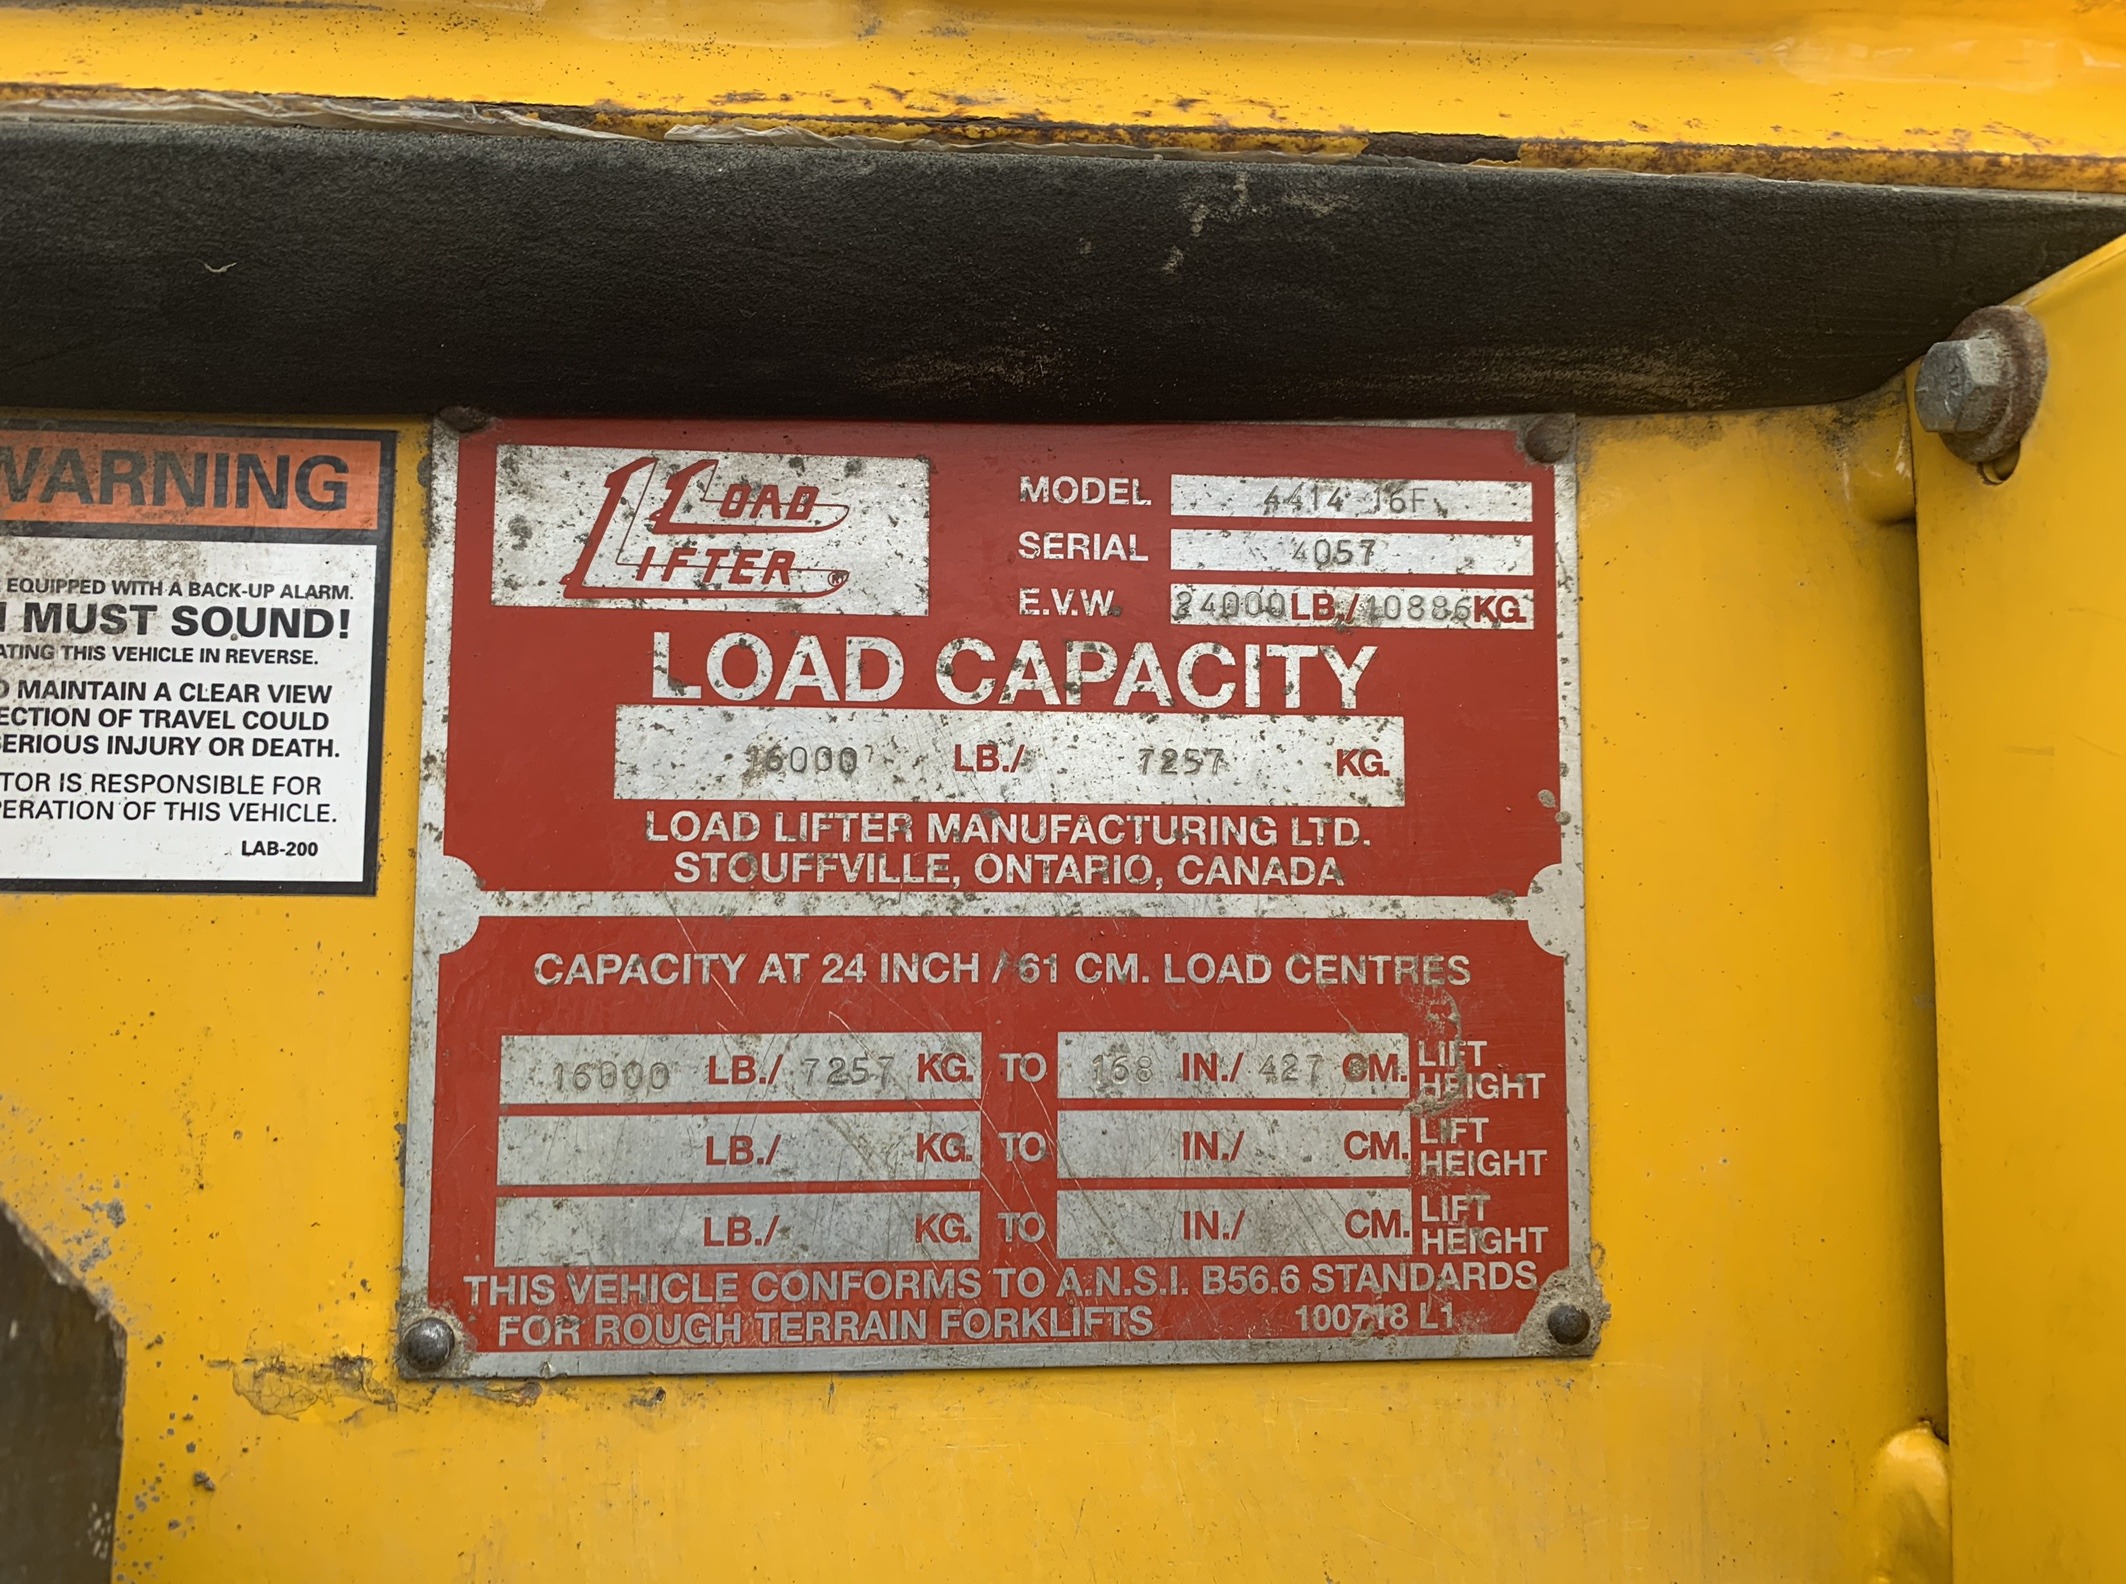 WARNING
EQUIPPED WITH A BACK-UP ALARM.
MUST SOUND!
ATING THIS VEHICLE IN REVERSE.
MAINTAIN A CLEAR VIEW
ECTION OF TRAVEL COULD
SERIOUS INJURY OR DEATH.
TOR IS RESPONSIBLE FOR
PERATION OF THIS VEHICLE.
LAB-200
LOAD
LIFTER
MODEL 4414 16F
SERIAL 4057
E.V.W. 24000 LB./ 10886 KG.
LOAD CAPACITY
16000 LB./ 7257 KG.
LOAD LIFTER MANUFACTURING LTD.
STOUFFVILLE, ONTARIO, CANADA
CAPACITY AT 24 INCH / 61 CM. LOAD CENTRES
16000 LB./ 7257 KG. TO 168 IN./ 427 CM. LIFT HEIGHT
LB./ KG. TO IN./ CM. LIFT HEIGHT
LB./ KG. TO IN./ CM. LIFT HEIGHT
THIS VEHICLE CONFORMS TO A.N.S.I. B56.6 STANDARDS
FOR ROUGH TERRAIN FORKLIFTS 100718 L1